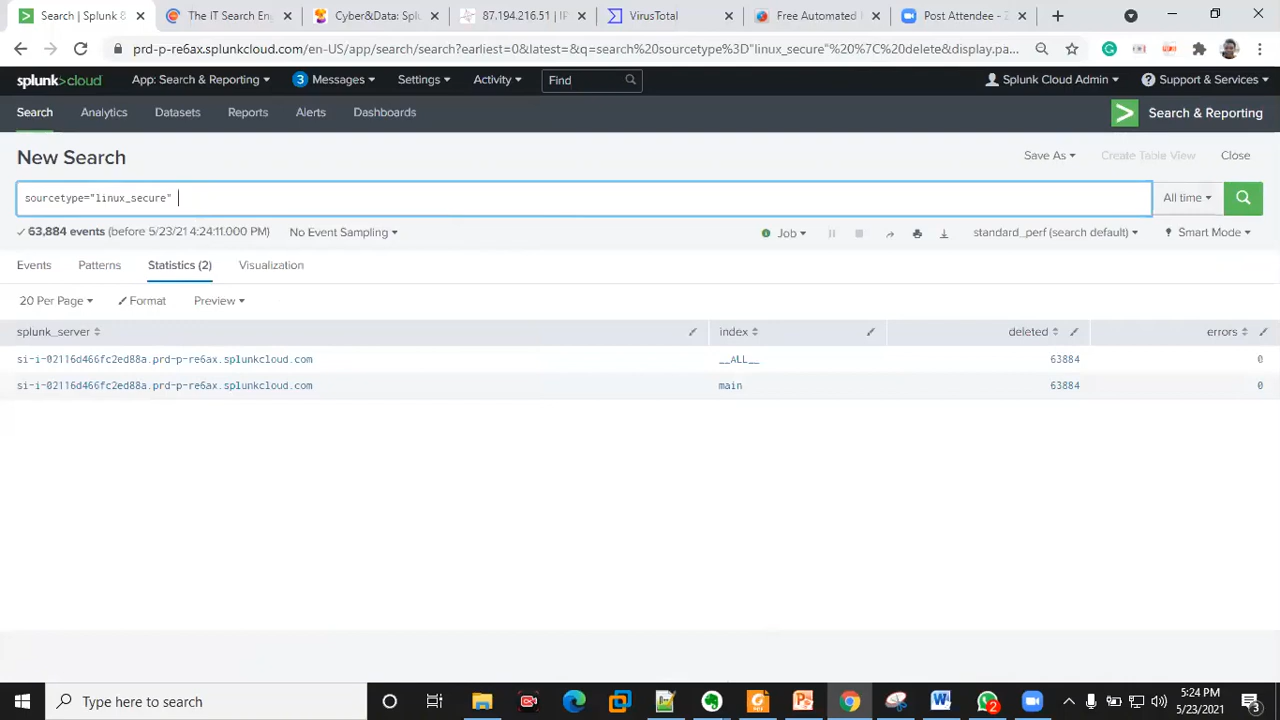 Search | Splunk 8
The IT Search En
Cyber&Data: Spl
87.194.216.51 | IP
VirusTotal
Free Automated M
Post Attendee - Z
prd-p-re6ax.splunkcloud.com/en-US/app/search/search?earliest=0&latest=&q=search%20sourcetype%3D"linux_secure"%20%7C%20delete&display.pa...
splunk>cloud
App: Search & Reporting
3 Messages
Settings
Activity
Find
Splunk Cloud Admin
Support & Services
Search
Analytics
Datasets
Reports
Alerts
Dashboards
Search & Reporting
New Search
Save As
Create Table View
Close
sourcetype="linux_secure"
All time
63,884 events (before 5/23/21 4:24:11.000 PM)
No Event Sampling
Job
standard_perf (search default)
Smart Mode
Events
Patterns
Statistics (2)
Visualization
20 Per Page
Format
Preview
splunk_server
index
deleted
errors
si-i-02116d466fc2ed88a.prd-p-re6ax.splunkcloud.com
__ALL__
63884
0
si-i-02116d466fc2ed88a.prd-p-re6ax.splunkcloud.com
main
63884
0
Type here to search
2
5:24 PM
5/23/2021
3